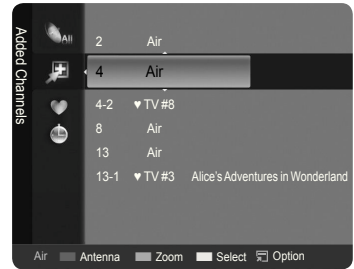 Added Channels
All
2 Air
4 Air
4-2 ♥ TV #8
8 Air
13 Air
13-1 ♥ TV #3 Alice's Adventures in Wonderland
Air Antenna Zoom Select Option